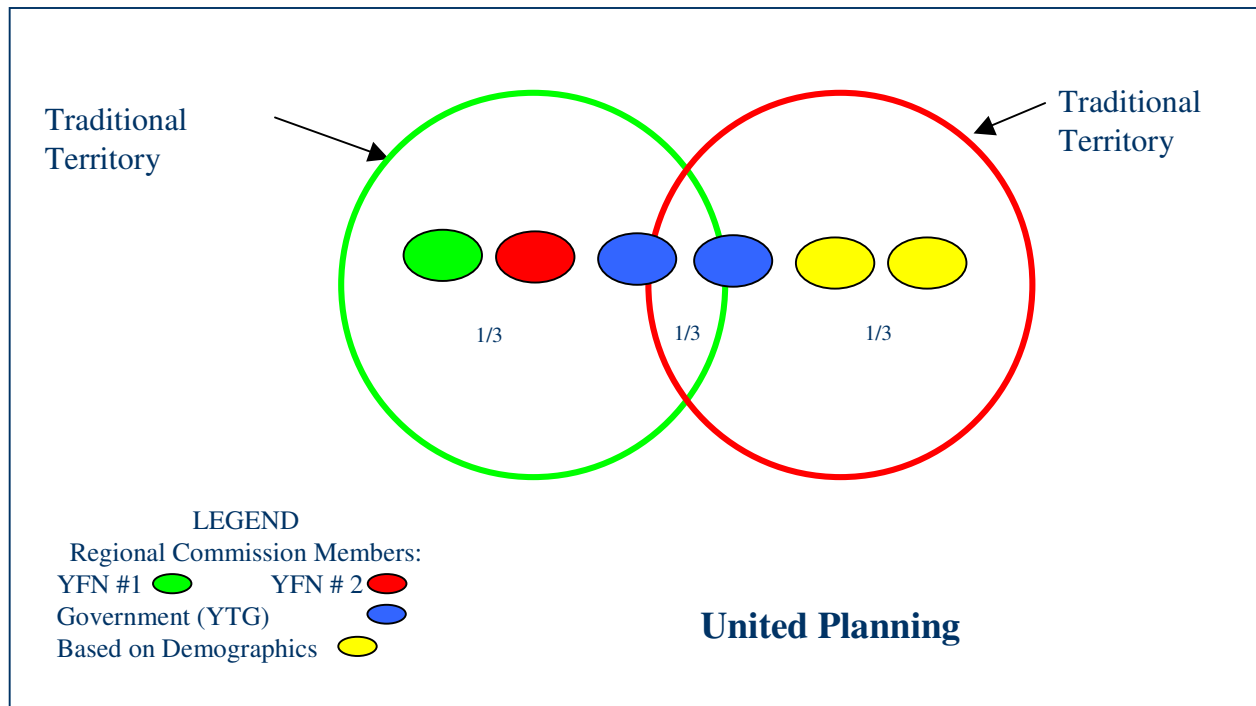 Traditional
Territory
Traditional
Territory
1/3
1/3
1/3
LEGEND
Regional Commission Members:
YFN #1 YFN # 2
Government (YTG)
Based on Demographics
United Planning